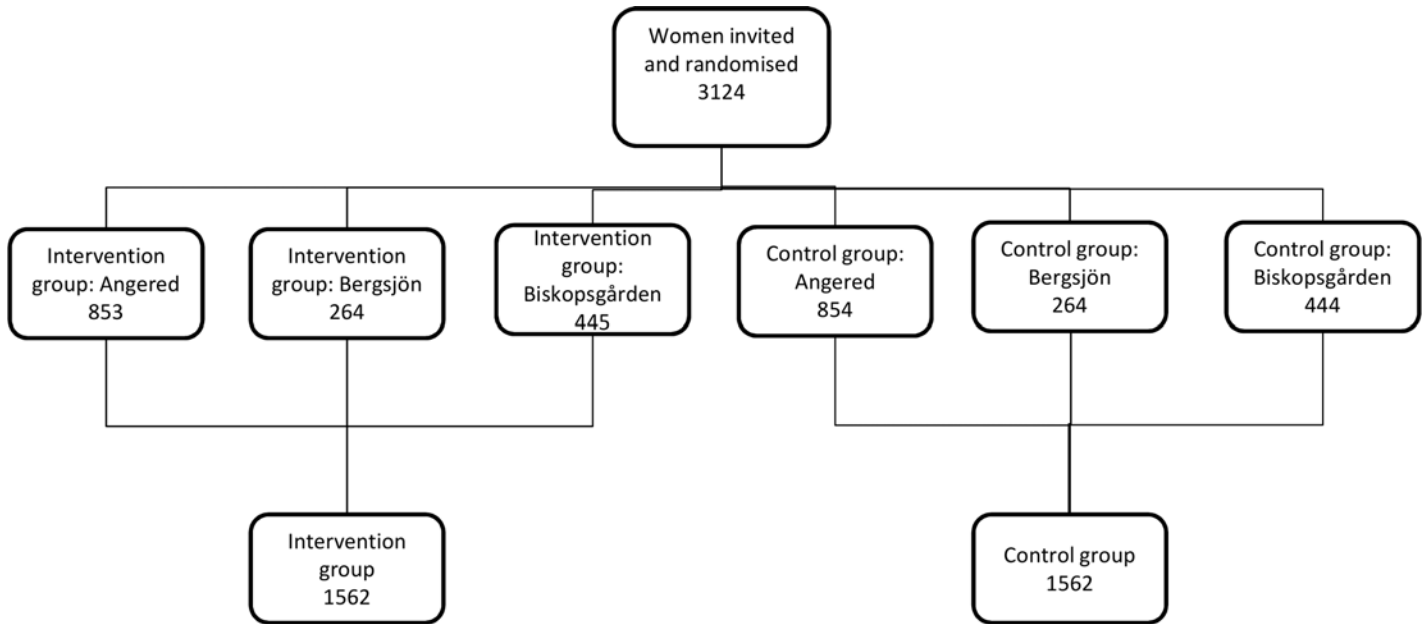 Women invited
and randomised
3124
Intervention
group: Angered
853
Intervention
group: Bergsjön
264
Intervention
group:
Biskopsgården
445
Control group:
Angered
854
Control group:
Bergsjön
264
Control group:
Biskopsgården
444
Intervention
group
1562
Control group
1562